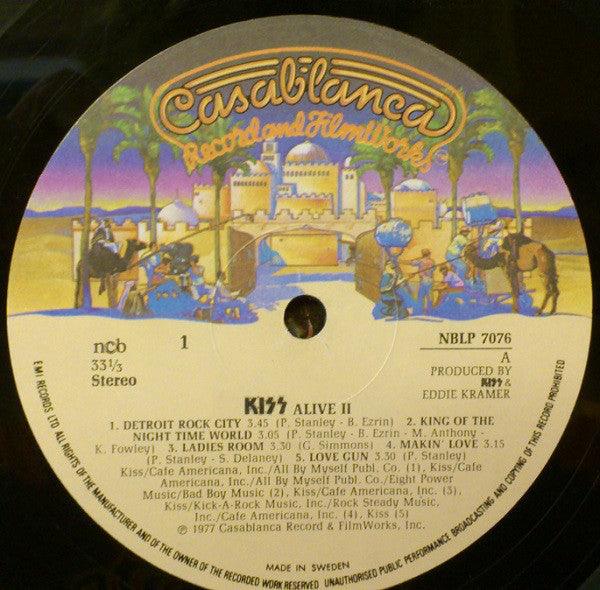 Casablanca
Record and FilmWorks
ncb
33⅓
Stereo
1
NBLP 7076
A
PRODUCED BY
KISS &
EDDIE KRAMER
KISS ALIVE II
1. DETROIT ROCK CITY 3.45 (P. Stanley - B. Ezrin) 2. KING OF THE
NIGHT TIME WORLD 3.05 (P. Stanley - B. Ezrin - M. Anthony -
K. Fowley) 3. LADIES ROOM 3.30 (G. Simmons) 4. MAKIN' LOVE 3.15
(P. Stanley - S. Delaney) 5. LOVE GUN 3.30 (P. Stanley)
Kiss/Cafe Americana, Inc./All By Myself Publ. Co. (1), Kiss/Cafe
Americana, Inc./All By Myself Publ. Co./Eight Power
Music/Bad Boy Music (2), Kiss/Cafe Americana, Inc. (3),
Kiss/Kick-A-Rock Music, Inc./Rock Steady Music,
Inc./Cafe Americana, Inc. (4), Kiss (5)
℗ 1977 Casablanca Record & FilmWorks, Inc.
MADE IN SWEDEN
EMI RECORDS LTD ALL RIGHTS OF THE MANUFACTURER AND OF THE OWNER OF THE RECORDED WORK RESERVED UNAUTHORISED PUBLIC PERFORMANCE BROADCASTING AND COPYING OF THIS RECORD PROHIBITED